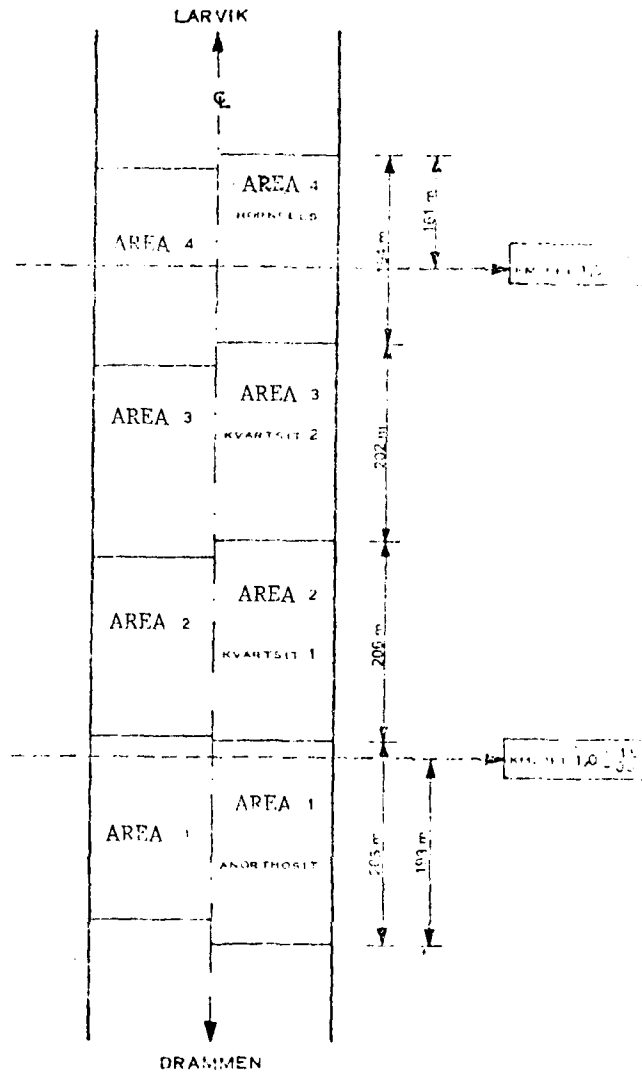 LARVIK
℄
AREA 4
HORNFELS
AREA 4
161 m
AREA 3
AREA 3
KVARTSIT 2
202 m
AREA 2
AREA 2
KVARTSIT 1
206 m
AREA 1
AREA 1
ANORTHOSIT
193 m
DRAMMEN